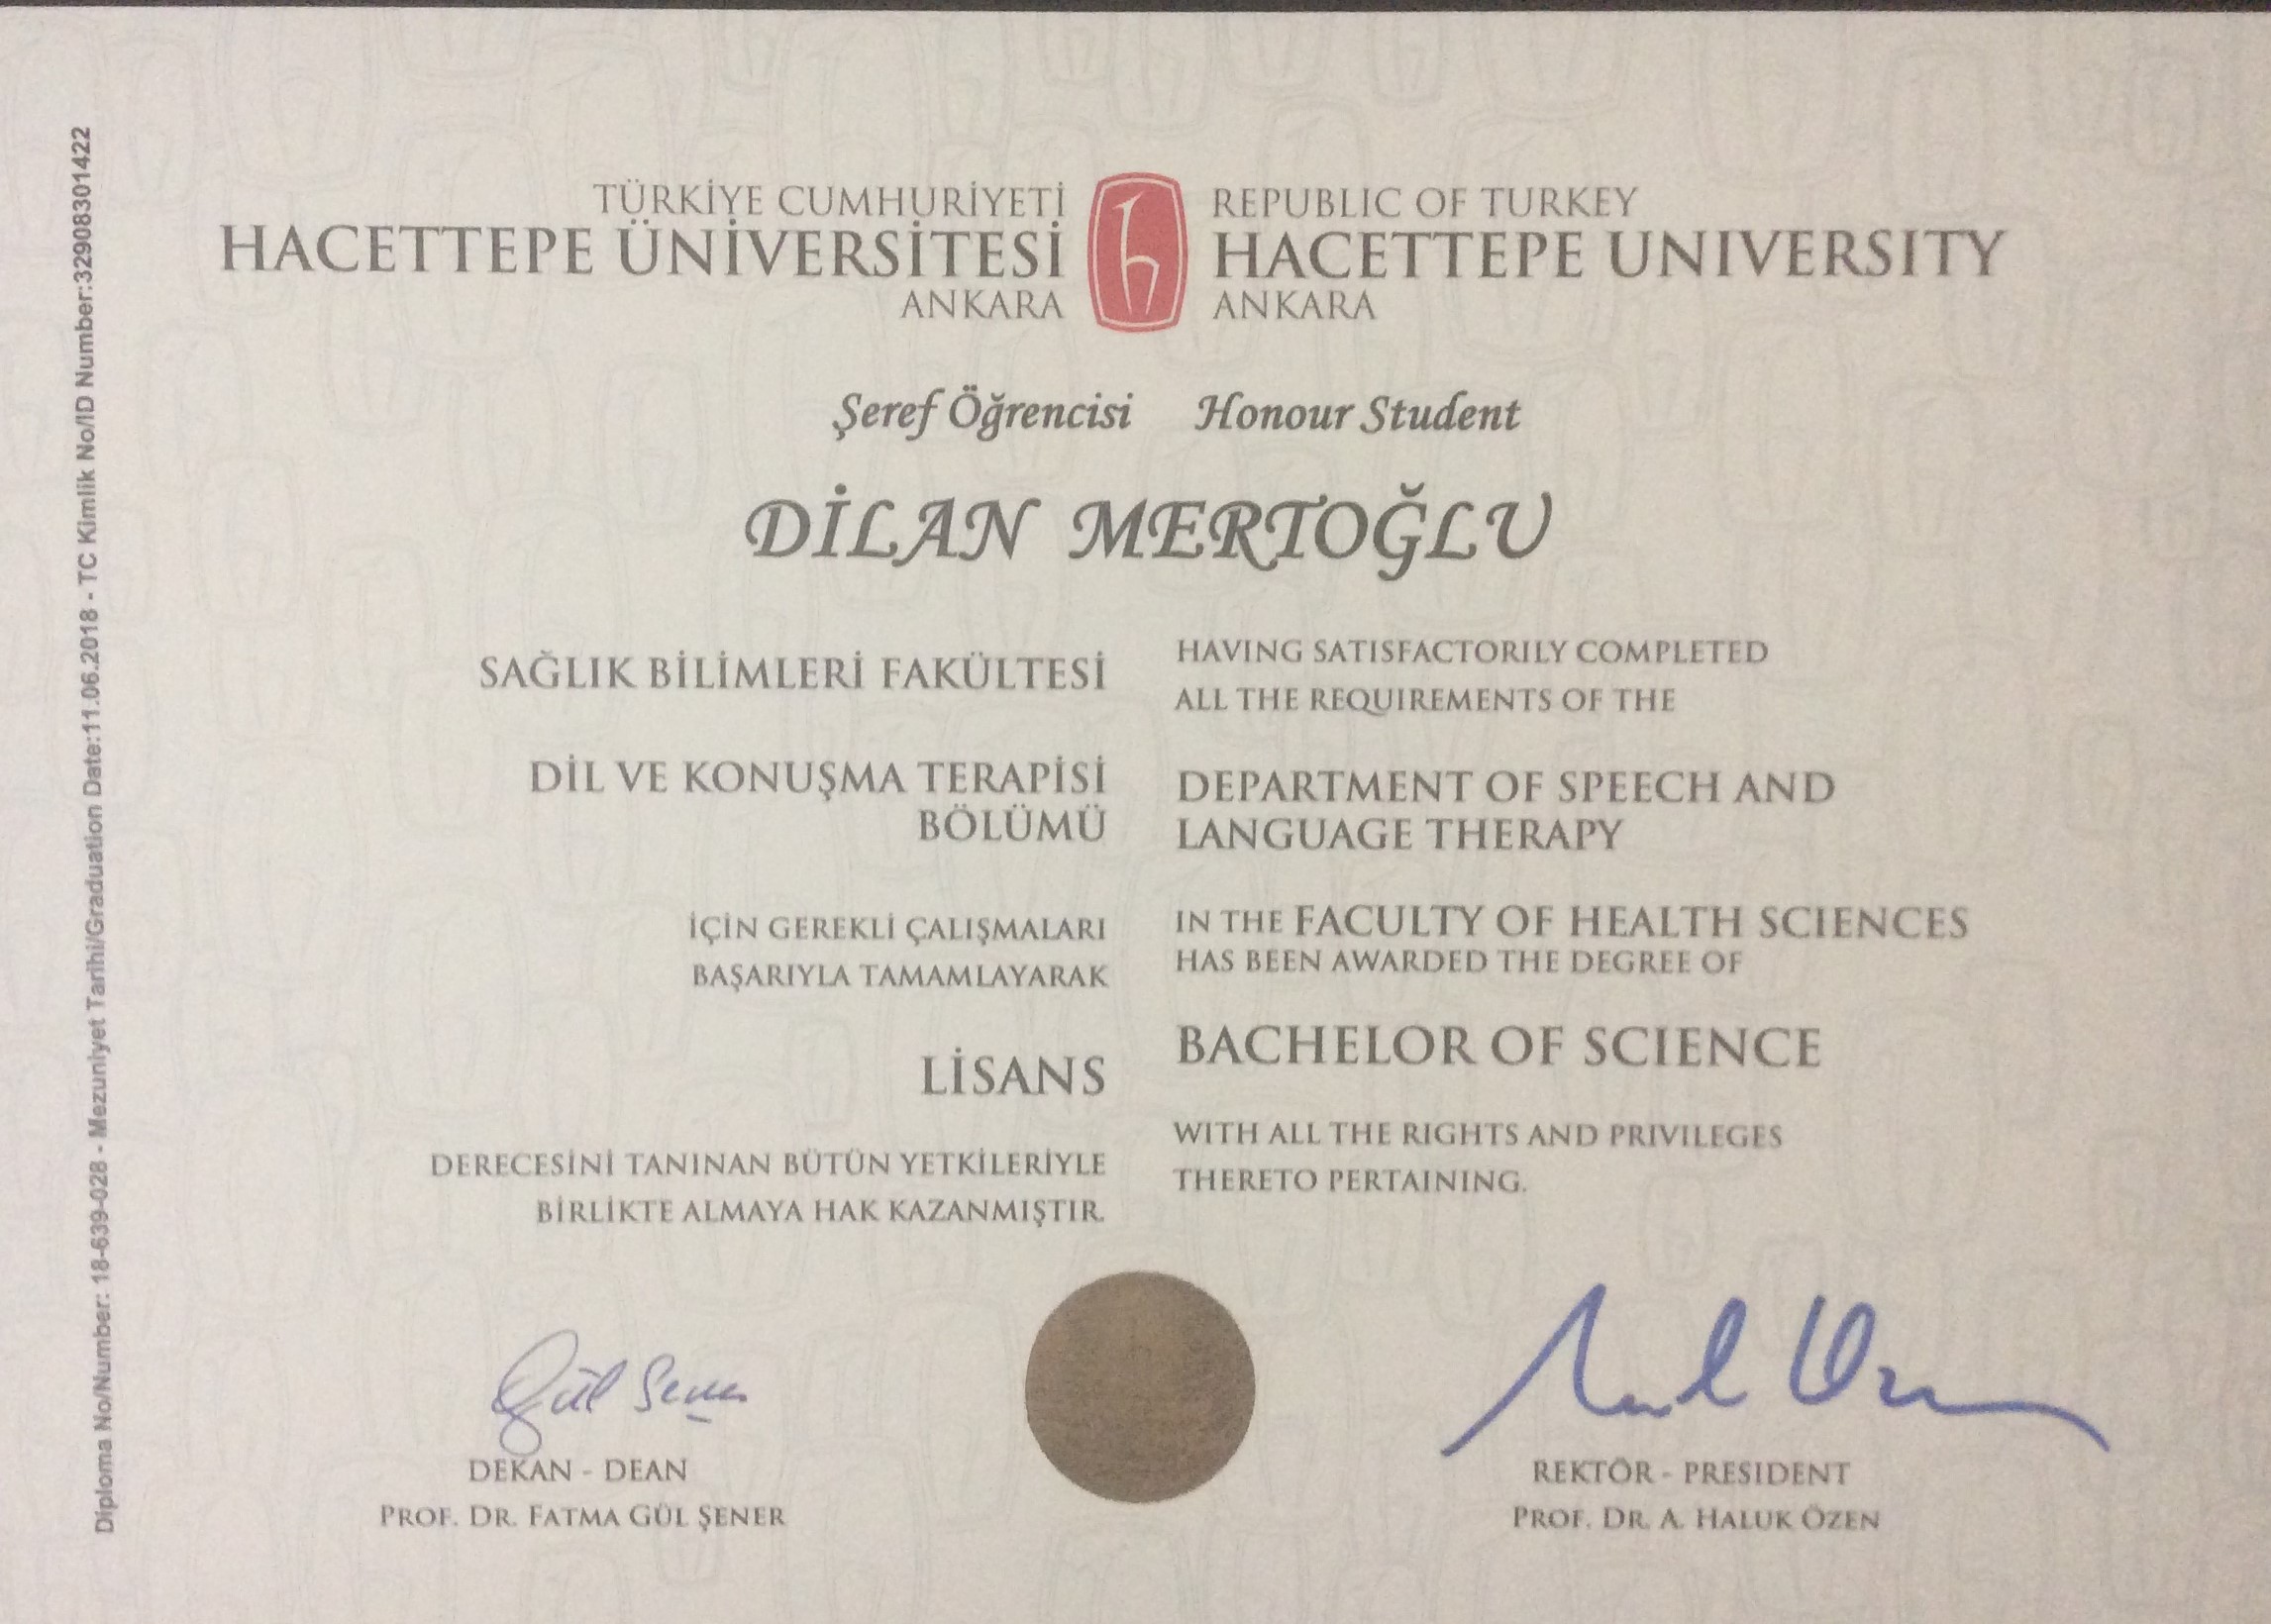 TÜRKİYE CUMHURİYETİ
HACETTEPE ÜNİVERSİTESİ
ANKARA
REPUBLIC OF TURKEY
HACETTEPE UNIVERSITY
ANKARA
Şeref Öğrencisi Honour Student
DİLAN MERTOĞLU
SAĞLIK BİLİMLERİ FAKÜLTESİ
DİL VE KONUŞMA TERAPİSİ
BÖLÜMÜ
İÇİN GEREKLİ ÇALIŞMALARI
BAŞARIYLA TAMAMLAYARAK
LİSANS
DERECESİNİ TANINAN BÜTÜN YETKİLERİYLE
BİRLİKTE ALMAYA HAK KAZANMIŞTIR.
HAVING SATISFACTORILY COMPLETED
ALL THE REQUIREMENTS OF THE
DEPARTMENT OF SPEECH AND
LANGUAGE THERAPY
IN THE FACULTY OF HEALTH SCIENCES
HAS BEEN AWARDED THE DEGREE OF
BACHELOR OF SCIENCE
WITH ALL THE RIGHTS AND PRIVILEGES
THERETO PERTAINING.
Gül Şener
DEKAN - DEAN
PROF. DR. FATMA GÜL ŞENER
REKTÖR - PRESIDENT
PROF. DR. A. HALUK ÖZEN
Diploma No/Number: 18-639-028 - Mezuniyet Tarihi/Graduation Date:11.06.2018 - TC Kimlik No/ID Number:32908301422